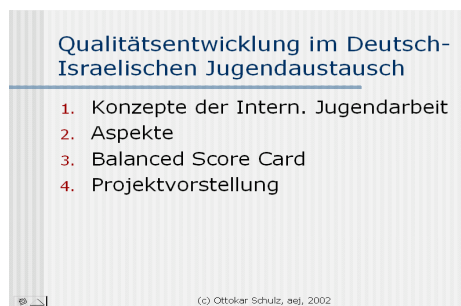 Qualitätsentwicklung im Deutsch-
Israelischen Jugendaustausch
1. Konzepte der Intern. Jugendarbeit
2. Aspekte
3. Balanced Score Card
4. Projektvorstellung
(c) Ottokar Schulz, aej, 2002